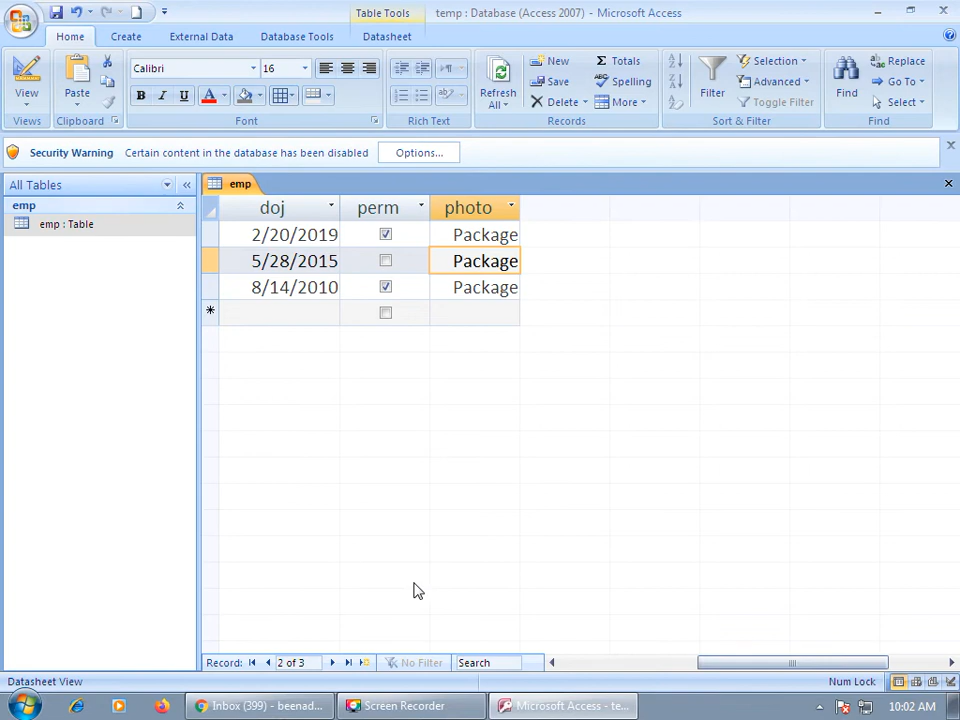 Table Tools
temp : Database (Access 2007) - Microsoft Access
Home Create External Data Database Tools Datasheet
View
Views
Paste
Clipboard
Calibri 16
B I U A
Font
Rich Text
Refresh
All
New
Save
Delete
Totals
Spelling
More
Records
Filter
Selection
Advanced
Toggle Filter
Sort & Filter
Find
Replace
Go To
Select
Find
Security Warning Certain content in the database has been disabled Options...
All Tables
emp
emp : Table
emp
doj perm photo
2/20/2019 Package
5/28/2015 Package
8/14/2010 Package
Record: 2 of 3 No Filter Search
Datasheet View Num Lock
Inbox (399) - beenad... Screen Recorder Microsoft Access - te... 10:02 AM